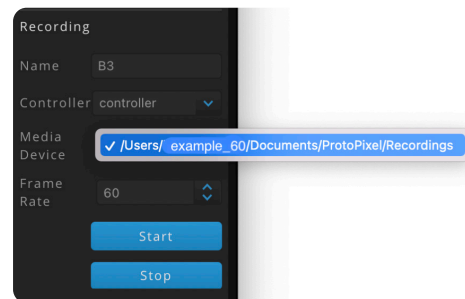 Recording
Name B3
Controller controller
Media
Device
✓ /Users/ example_60/Documents/ProtoPixel/Recordings
Frame
Rate
60
Start
Stop